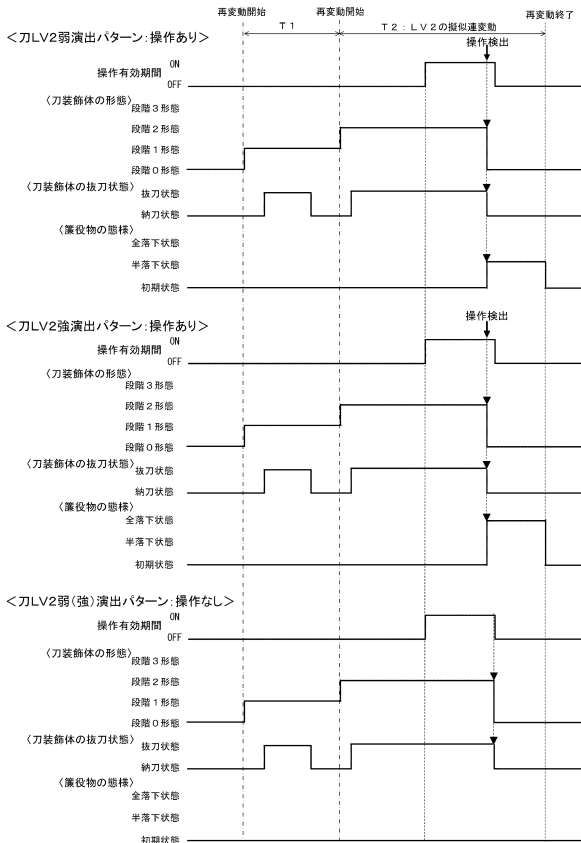 再変動開始 再変動開始 再変動終了
T1 T2：LV2の擬似連変動
＜刀LV2弱演出パターン：操作あり＞
操作検出
操作有効期間 ON
OFF
〈刀装飾体の形態〉
段階3形態
段階2形態
段階1形態
段階0形態
〈刀装飾体の抜刀状態〉
抜刀状態
納刀状態
〈簾役物の態様〉
全落下状態
半落下状態
初期状態
＜刀LV2強演出パターン：操作あり＞
操作検出
操作有効期間 ON
OFF
〈刀装飾体の形態〉
段階3形態
段階2形態
段階1形態
段階0形態
〈刀装飾体の抜刀状態〉
抜刀状態
納刀状態
〈簾役物の態様〉
全落下状態
半落下状態
初期状態
＜刀LV2弱（強）演出パターン：操作なし＞
操作有効期間 ON
OFF
〈刀装飾体の形態〉
段階3形態
段階2形態
段階1形態
段階0形態
〈刀装飾体の抜刀状態〉
抜刀状態
納刀状態
〈簾役物の態様〉
全落下状態
半落下状態
初期状態